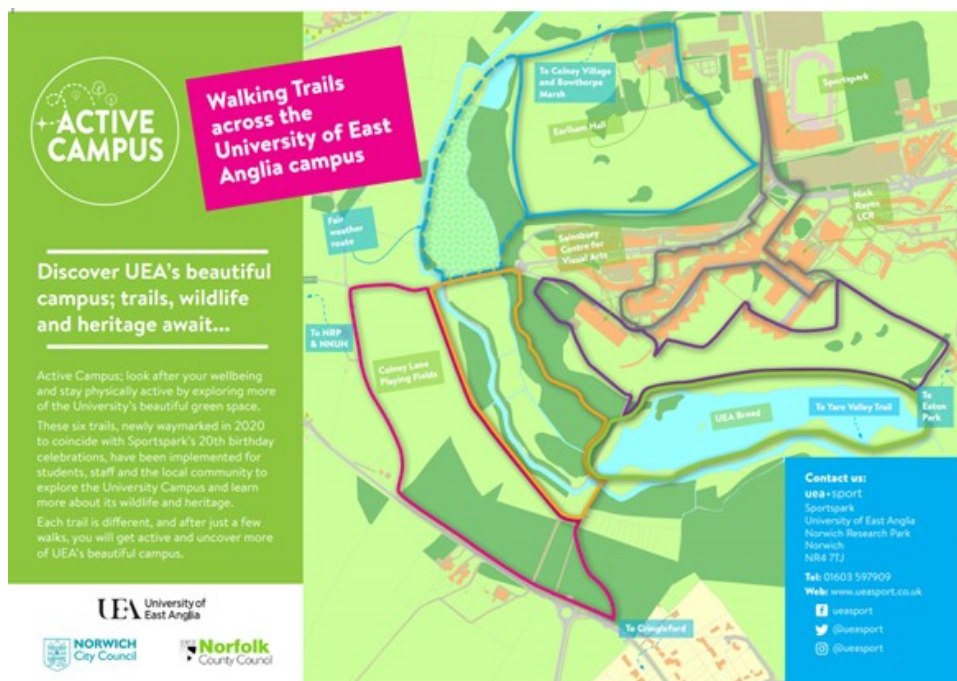 ACTIVE
CAMPUS
Walking Trails
across the
University of East
Anglia campus
Discover UEA's beautiful
campus; trails, wildlife
and heritage await...
Active Campus; look after your wellbeing
and stay physically active by exploring more
of the University's beautiful green space.
These six trails, newly waymarked in 2020
to coincide with Sportspark's 20th birthday
celebrations, have been implemented for
students, staff and the local community to
explore the University Campus and learn
more about its wildlife and heritage.
Each trail is different, and after just a few
walks, you will get active and uncover more
of UEA's beautiful campus.
UEA University of
East Anglia
NORWICH
City Council
Norfolk
County Council
To Colney Village
and Bowthorpe
Marsh
Earlham Hall
Sportspark
Fair
weather
route
Sainsbury
Centre for
Visual Arts
Nick
Rayns
LCR
To NRP
& NNUH
Colney Lane
Playing Fields
UEA Broad
To Yare Valley Trail
To
Eaton
Park
To Cringleford
Contact us:
uea+sport
Sportspark
University of East Anglia
Norwich Research Park
Norwich
NR4 7TJ
Tel: 01603 597909
Web: www.ueasport.co.uk
ueasport
@ueasport
@ueasport